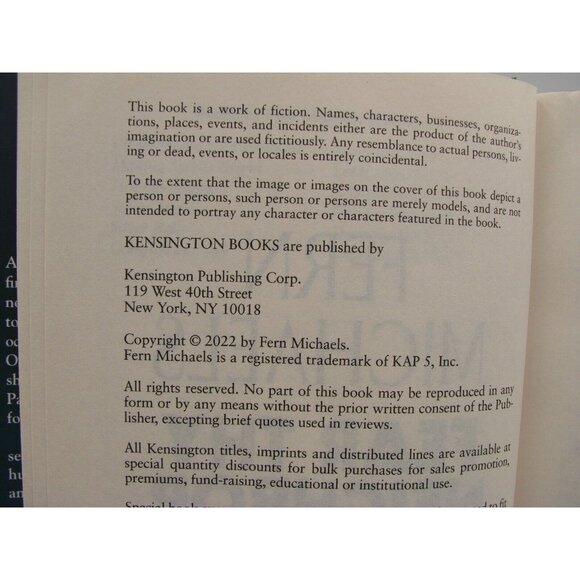 This book is a work of fiction. Names, characters, businesses, organiza-
tions, places, events, and incidents either are the product of the author's
imagination or are used fictitiously. Any resemblance to actual persons, liv-
ing or dead, events, or locales is entirely coincidental.
To the extent that the image or images on the cover of this book depict a
person or persons, such person or persons are merely models, and are not
intended to portray any character or characters featured in the book.
KENSINGTON BOOKS are published by
Kensington Publishing Corp.
119 West 40th Street
New York, NY 10018
Copyright © 2022 by Fern Michaels.
Fern Michaels is a registered trademark of KAP 5, Inc.
All rights reserved. No part of this book may be reproduced in any
form or by any means without the prior written consent of the Pub-
lisher, excepting brief quotes used in reviews.
All Kensington titles, imprints and distributed lines are available at
special quantity discounts for bulk purchases for sales promotion,
premiums, fund-raising, educational or institutional use.
Special book
to fit
FERN
MICHAELS